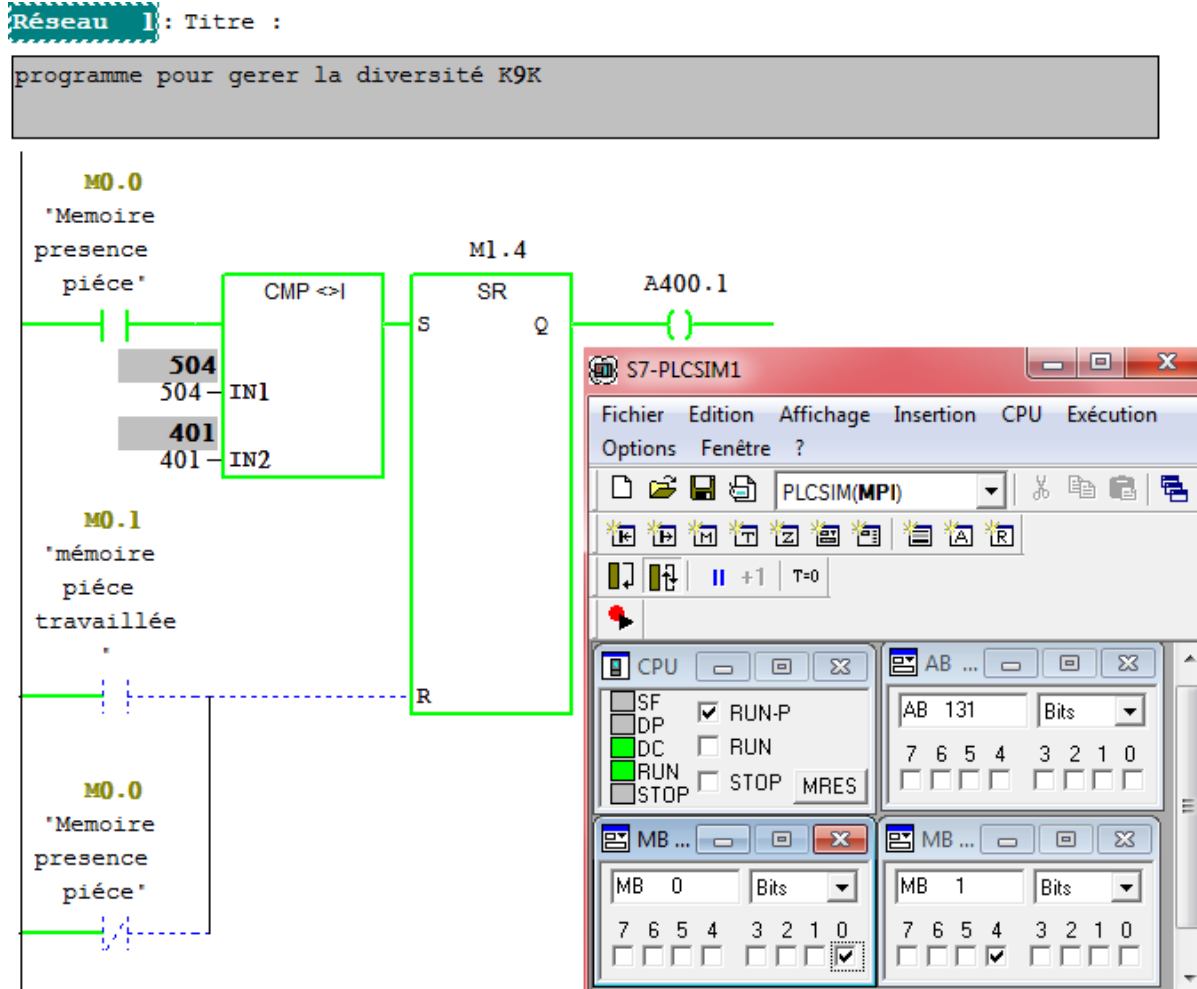 Réseau 1 : Titre :
programme pour gerer la diversité K9K
M0.0
"Memoire
presence
piéce"
M1.4
A400.1
CMP <>I
SR
S
Q
504
504
IN1
401
401
IN2
M0.1
"mémoire
piéce
travaillée
"
R
M0.0
"Memoire
presence
piéce"
S7-PLCSIM1
Fichier Edition Affichage Insertion CPU Exécution
Options Fenêtre ?
PLCSIM(MPI)
M
T
Z
A
R
+1
T=0
CPU
SF
DP
DC
RUN
STOP
RUN-P
RUN
STOP
MRES
AB ...
AB 131
Bits
7 6 5 4 3 2 1 0
MB ...
MB 0
Bits
7 6 5 4 3 2 1 0
MB ...
MB 1
Bits
7 6 5 4 3 2 1 0